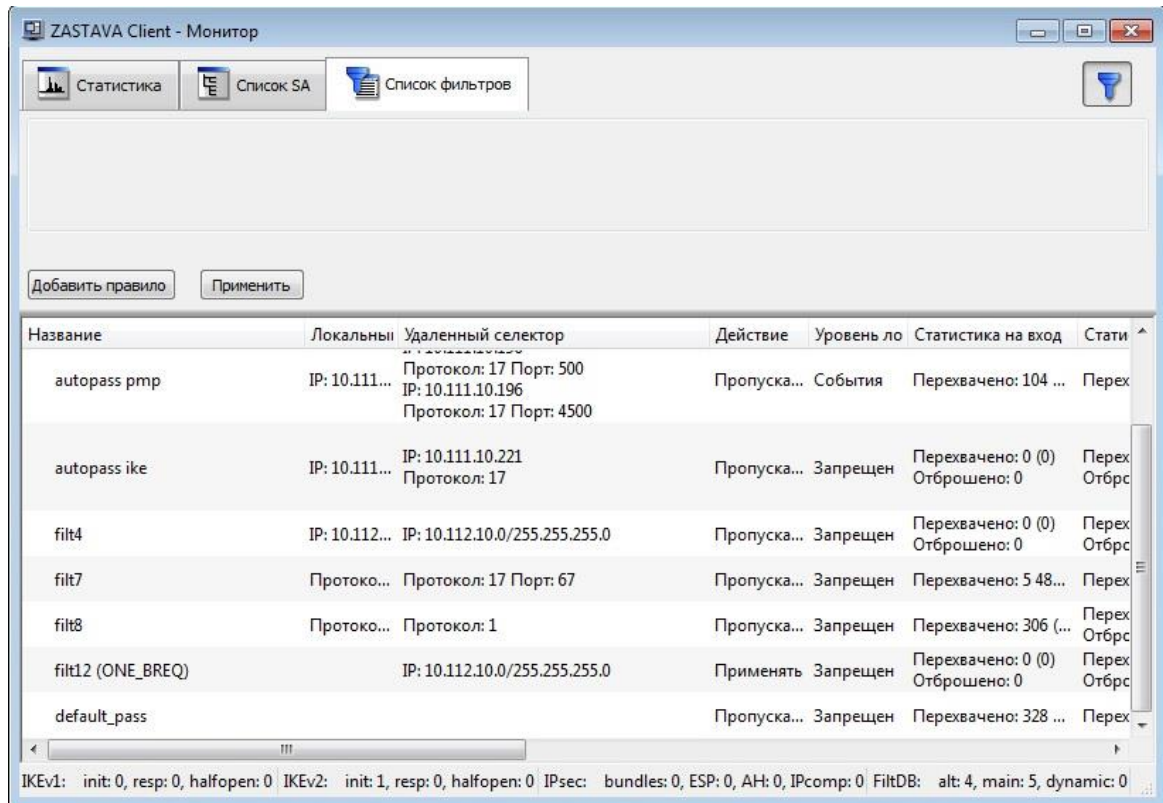 ZASTAVA Client - Монитор
Статистика Список SA Список фильтров
Добавить правило Применить
Название Локальны Удаленный селектор Действие Уровень ло Статистика на вход Стати
autopass pmp IP: 10.111... Протокол: 17 Порт: 500 Пропуска... События Перехвачено: 104 ... Перех
IP: 10.111.10.196
Протокол: 17 Порт: 4500
autopass ike IP: 10.111... IP: 10.111.10.221 Пропуска... Запрещен Перехвачено: 0 (0) Перех
Протокол: 17 Отброшено: 0 Отбрс
filt4 IP: 10.112... IP: 10.112.10.0/255.255.255.0 Пропуска... Запрещен Перехвачено: 0 (0) Перех
Отброшено: 0 Отбрс
filt7 Протоко... Протокол: 17 Порт: 67 Пропуска... Запрещен Перехвачено: 5 48... Перех
filt8 Протоко... Протокол: 1 Пропуска... Запрещен Перехвачено: 306 (... Перех
Отбрс
filt12 (ONE_BREQ) IP: 10.112.10.0/255.255.255.0 Применять Запрещен Перехвачено: 0 (0) Перех
Отброшено: 0 Отбрс
default_pass Пропуска... Запрещен Перехвачено: 328 ... Перех
IKEv1: init: 0, resp: 0, halfopen: 0 IKEv2: init: 1, resp: 0, halfopen: 0 IPsec: bundles: 0, ESP: 0, AH: 0, IPcomp: 0 FiltDB: alt: 4, main: 5, dynamic: 0